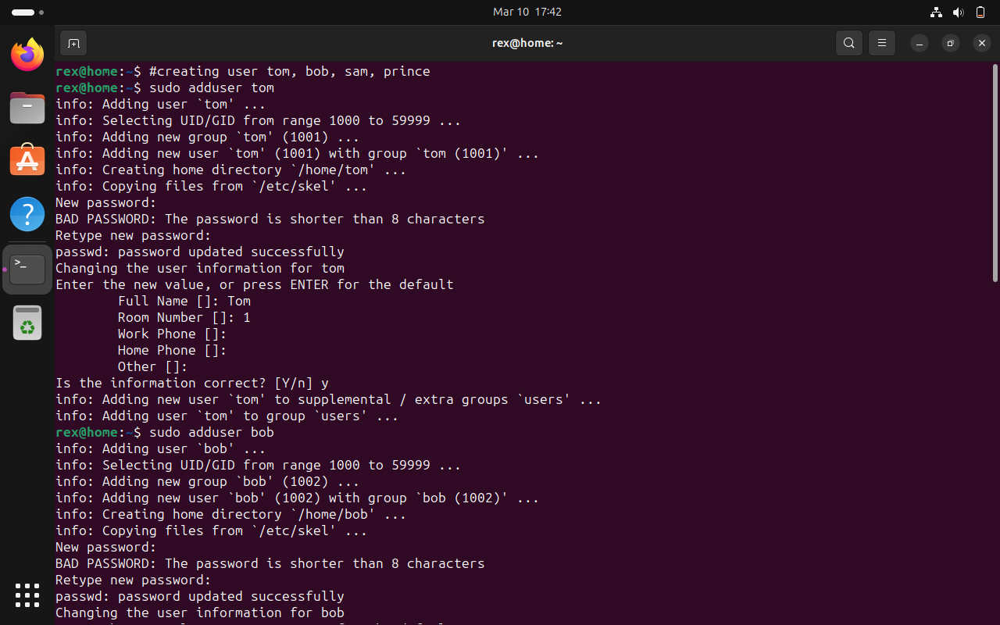 Mar 10 17:42
rex@home: ~
rex@home:~$ #creating user tom, bob, sam, prince
rex@home:~$ sudo adduser tom
info: Adding user `tom' ...
info: Selecting UID/GID from range 1000 to 59999 ...
info: Adding new group `tom' (1001) ...
info: Adding new user `tom' (1001) with group `tom (1001)' ...
info: Creating home directory `/home/tom' ...
info: Copying files from `/etc/skel' ...
New password:
BAD PASSWORD: The password is shorter than 8 characters
Retype new password:
passwd: password updated successfully
Changing the user information for tom
Enter the new value, or press ENTER for the default
Full Name []: Tom
Room Number []: 1
Work Phone []:
Home Phone []:
Other []:
Is the information correct? [Y/n] y
info: Adding new user `tom' to supplemental / extra groups `users' ...
info: Adding user `tom' to group `users' ...
rex@home:~$ sudo adduser bob
info: Adding user `bob' ...
info: Selecting UID/GID from range 1000 to 59999 ...
info: Adding new group `bob' (1002) ...
info: Adding new user `bob' (1002) with group `bob (1002)' ...
info: Creating home directory `/home/bob' ...
info: Copying files from `/etc/skel' ...
New password:
BAD PASSWORD: The password is shorter than 8 characters
Retype new password:
passwd: password updated successfully
Changing the user information for bob